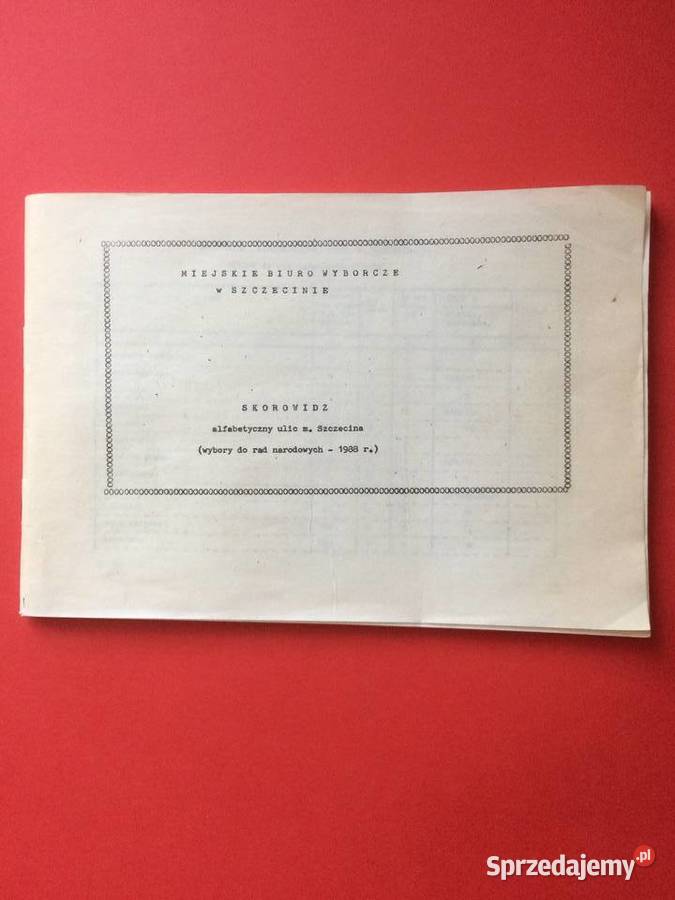 MIEJSKIE BIURO WYBORCZE
w SZCZECINIE
SKOROWIDZ
alfabetyczny ulic m. Szczecina
(wybory do rad narodowych - 1988 r.)
Sprzedajemy.pl